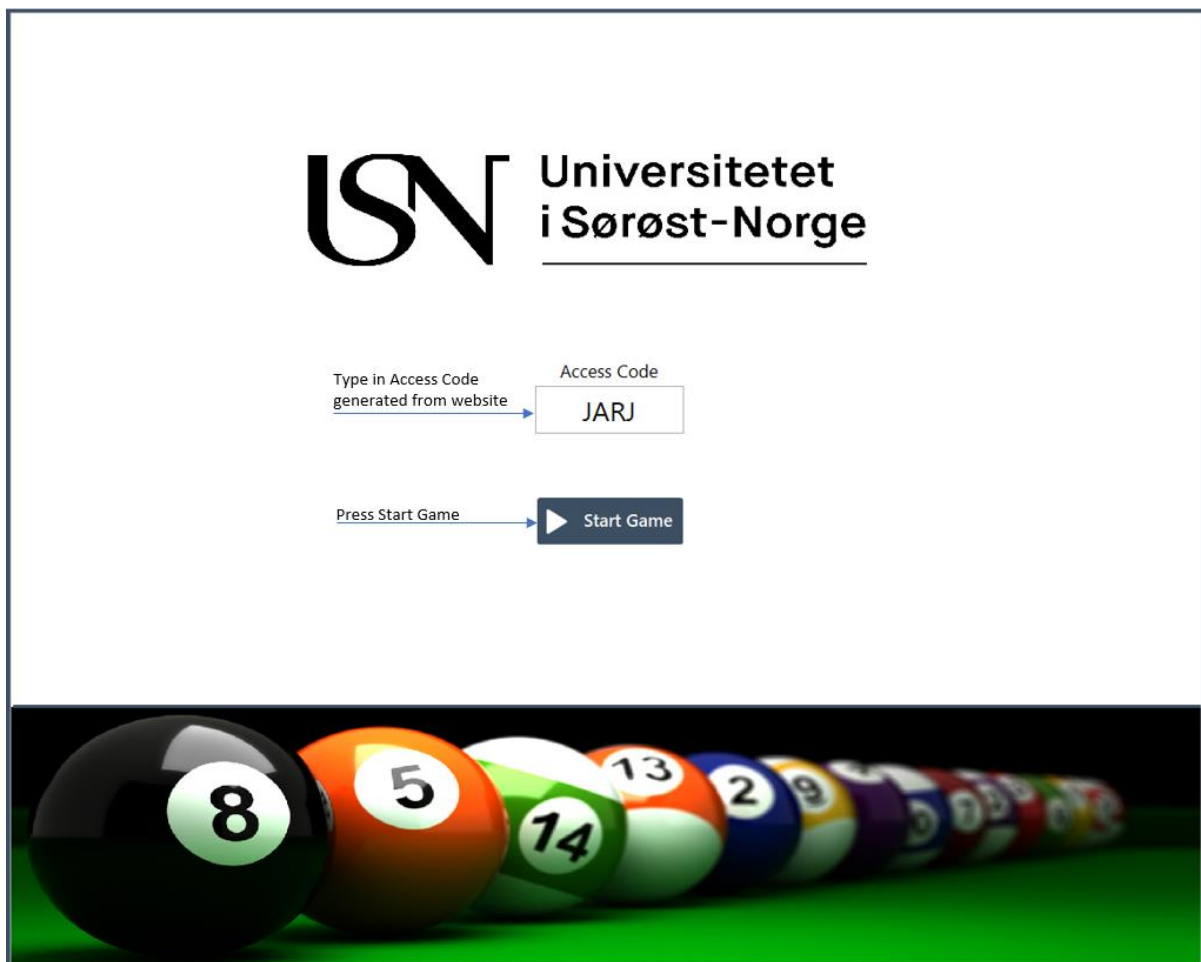 USN
Universitetet
i Sørøst-Norge
Type in Access Code
generated from website
Access Code
JARJ
Press Start Game
Start Game
8
5
14
13
2
9